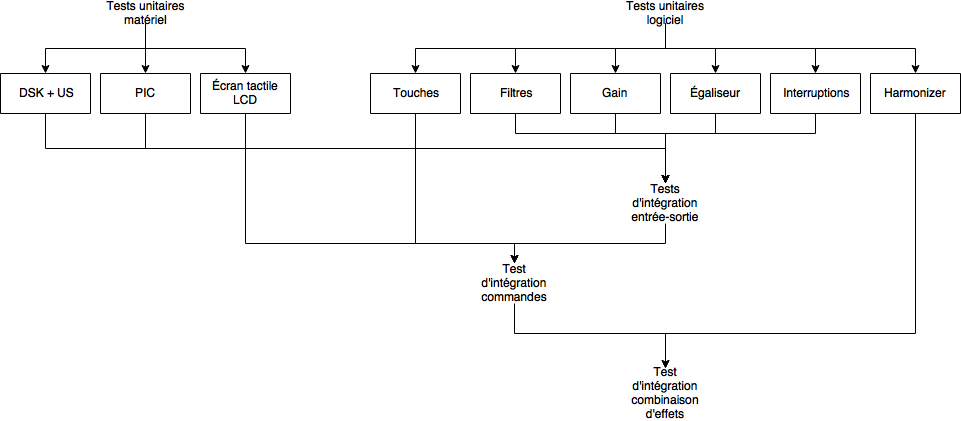 Tests unitaires
matériel
Tests unitaires
logiciel
DSK + US
PIC
Écran tactile
LCD
Touches
Filtres
Gain
Égaliseur
Interruptions
Harmonizer
Tests
d'intégration
entrée-sortie
Test
d'intégration
commandes
Test
d'intégration
combinaison
d'effets